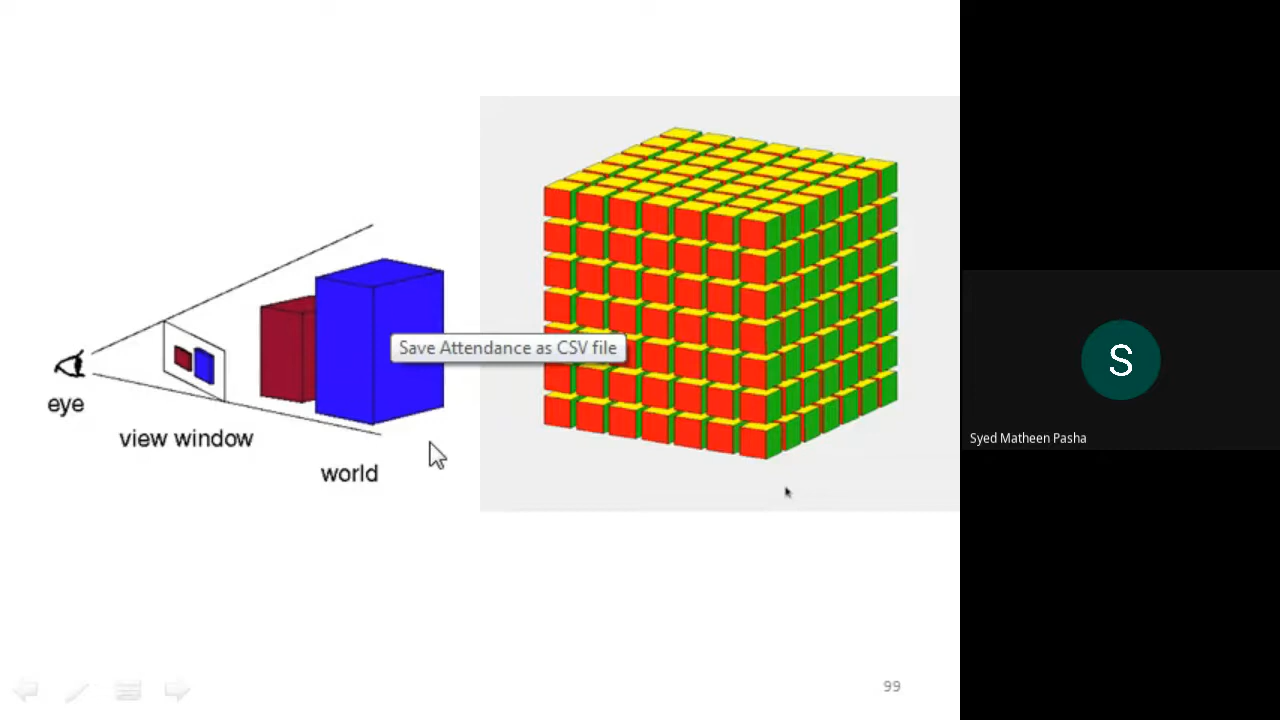 Save Attendance as CSV file
eye
view window
world
99
S
Syed Matheen Pasha